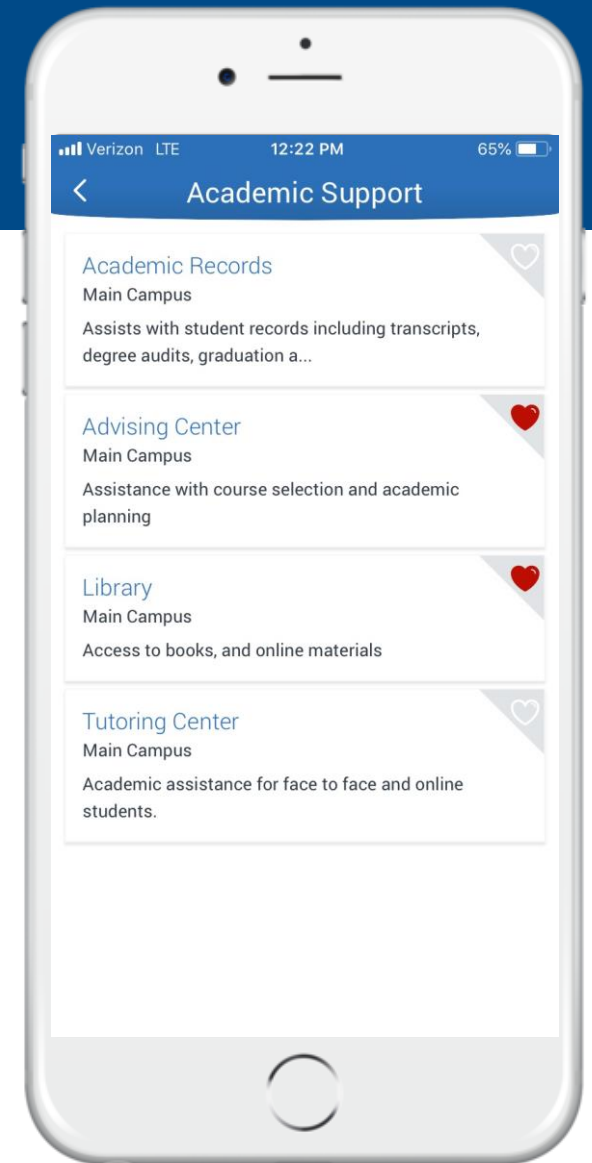 Verizon LTE 12:22 PM 65%
Academic Support
Academic Records
Main Campus
Assists with student records including transcripts,
degree audits, graduation a...
Advising Center
Main Campus
Assistance with course selection and academic
planning
Library
Main Campus
Access to books, and online materials
Tutoring Center
Main Campus
Academic assistance for face to face and online
students.